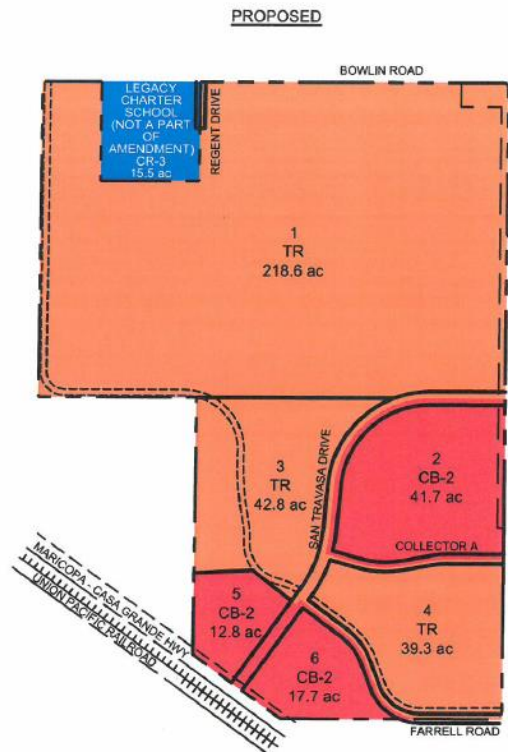 PROPOSED
BOWLIN ROAD
LEGACY
CHARTER
SCHOOL
(NOT A PART
OF
AMENDMENT)
CR-3
15.5 ac
REGENT DRIVE
1
TR
218.6 ac
2
CB-2
41.7 ac
3
TR
42.8 ac
SAN TRAVASA DRIVE
COLLECTOR A
4
TR
39.3 ac
5
CB-2
12.8 ac
6
CB-2
17.7 ac
MARICOPA - CASA GRANDE HWY
UNION PACIFIC RAILROAD
FARRELL ROAD